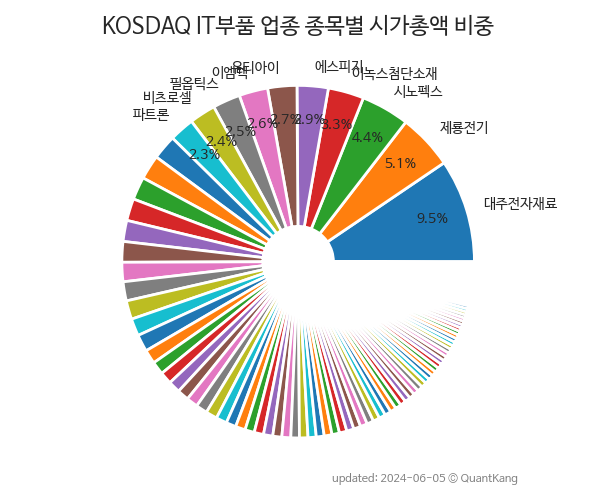 KOSDAQ IT부품 업종 종목별 시가총액 비중
대주전자재료
9.5%
제룡전기
5.1%
시노펙스
4.4%
이녹스첨단소재
3.3%
에스피지
2.9%
유티아이
2.7%
이엠텍
2.6%
필옵틱스
2.5%
비츠로셀
2.4%
파트론
2.3%
updated: 2024-06-05 © QuantKang